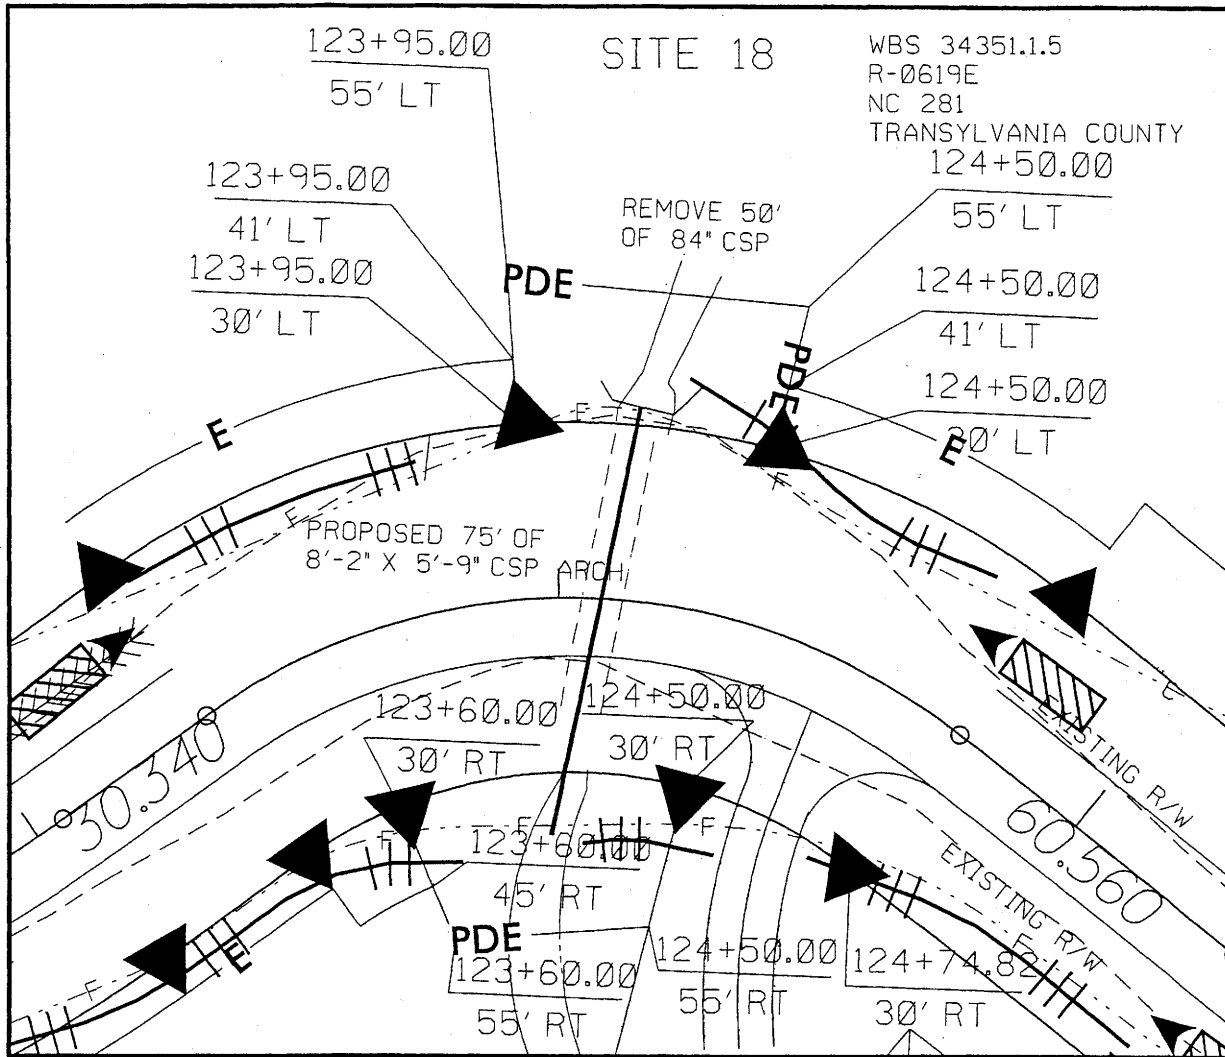 123+95.00
55' LT
SITE 18
WBS 34351.1.5
R-0619E
NC 281
TRANSYLVANIA COUNTY
124+50.00
55' LT
123+95.00
41' LT
REMOVE 50'
OF 84" CSP
123+95.00
30' LT
PDE
124+50.00
41' LT
PDE
124+50.00
30' LT
E
E
F
F
F
PROPOSED 75' OF
8'-2" X 5'-9" CSP ARCH
123+60.00
30' RT
124+50.00
30' RT
EXISTING R/W
30.340
60.560
F
F
F
123+60.00
45' RT
EXISTING R/W
PDE
E
F
F
123+60.00
55' RT
124+50.00
55' RT
124+74.82
30' RT